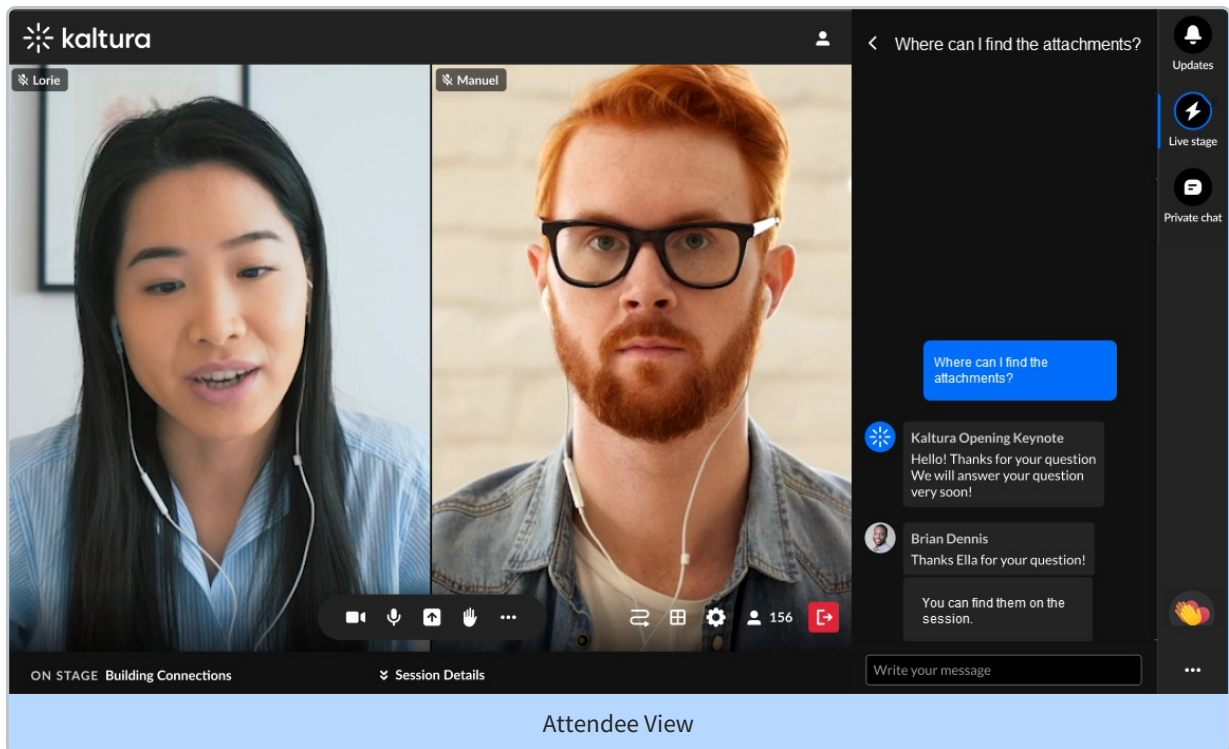 kaltura
Lorie
Manuel
156
ON STAGE Building Connections
Session Details
Where can I find the attachments?
Where can I find the
attachments?
Kaltura Opening Keynote
Hello! Thanks for your question
We will answer your question
very soon!
Brian Dennis
Thanks Ella for your question!
You can find them on the
session.
Write your message
Updates
Live stage
Private chat
Attendee View